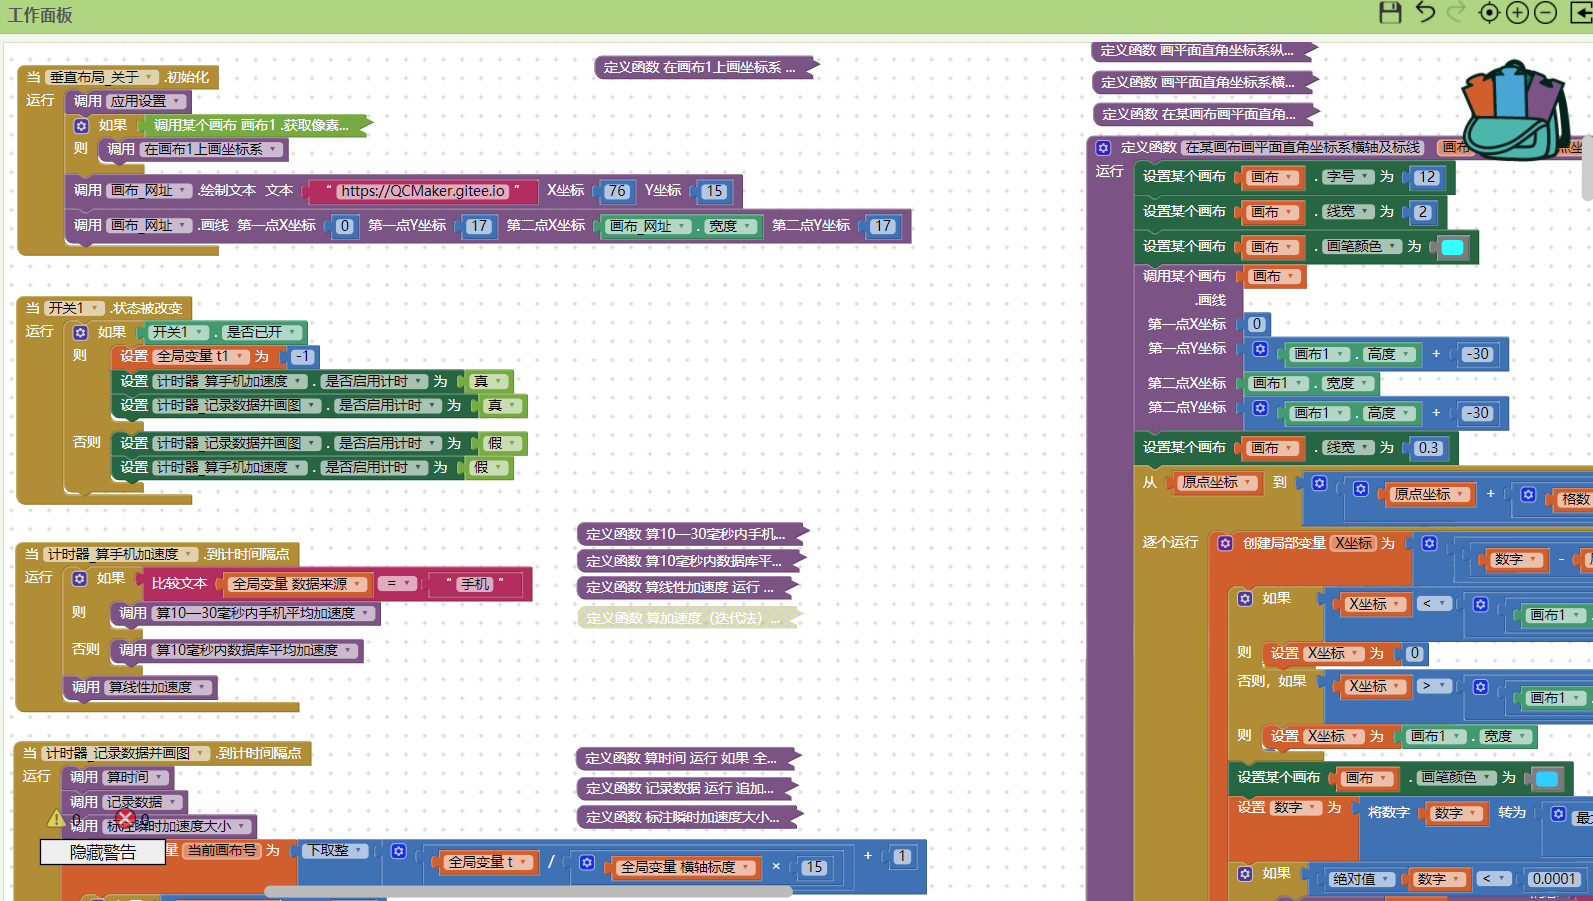 工作面板
当 垂直布局_关于 .初始化
运行 调用 应用设置
如果 调用某个画布 画布1 .获取像素...
则 调用 在画布1上画坐标系
调用 画布_网址 .绘制文本 文本 “ https://QCMaker.gitee.io ” X坐标 76 Y坐标 15
调用 画布_网址 .画线 第一点X坐标 0 第一点Y坐标 17 第二点X坐标 画布_网址 . 宽度 第二点Y坐标 17
定义函数 在画布1上画坐标系 ...
当 开关1 .状态被改变
运行 如果 开关1 . 是否已开
则 设置 全局变量 t1 为 -1
设置 计时器_算手机加速度 . 是否启用计时 为 真
设置 计时器_记录数据并画图 . 是否启用计时 为 真
否则 设置 计时器_记录数据并画图 . 是否启用计时 为 假
设置 计时器_算手机加速度 . 是否启用计时 为 假
当 计时器_算手机加速度 .到计时间隔点
运行 如果 比较文本 全局变量 数据来源 = “ 手机 ”
则 调用 算10—30毫秒内手机平均加速度
否则 调用 算10毫秒内数据库平均加速度
调用 算线性加速度
定义函数 算10—30毫秒内手机...
定义函数 算10毫秒内数据库平...
定义函数 算线性加速度 运行 ...
定义函数 算加速度（迭代法）...
当 计时器_记录数据并画图 .到计时间隔点
运行 调用 算时间
调用 记录数据
0 0
调用 标注瞬时加速度大小
隐藏警告
量 当前画布号 为 下取整 全局变量 t / 全局变量 横轴标度 × 15 + 1
定义函数 算时间 运行 如果 全...
定义函数 记录数据 运行 追加...
定义函数 标注瞬时加速度大小...
定义函数 画平面直角坐标系纵...
定义函数 画平面直角坐标系横...
定义函数 在某画布画平面直角...
定义函数 在某画布画平面直角坐标系横轴及标线 画布
运行 设置某个画布 画布 . 字号 为 12
设置某个画布 画布 . 线宽 为 2
设置某个画布 画布 . 画笔颜色 为
调用某个画布 画布
.画线
第一点X坐标 0
第一点Y坐标 画布1 . 高度 + -30
第二点X坐标 画布1 . 宽度
第二点Y坐标 画布1 . 高度 + -30
设置某个画布 画布 . 线宽 为 0.3
从 原点坐标 到 原点坐标 + 格数
逐个运行 创建局部变量 X坐标 为 数字 -
如果 X坐标 < 画布1 .
则 设置 X坐标 为 0
否则，如果 X坐标 > 画布1 .
则 设置 X坐标 为 画布1 . 宽度
设置某个画布 画布 . 画笔颜色 为
设置 数字 为 将数字 数字 转为
如果 绝对值 数字 < 0.0001